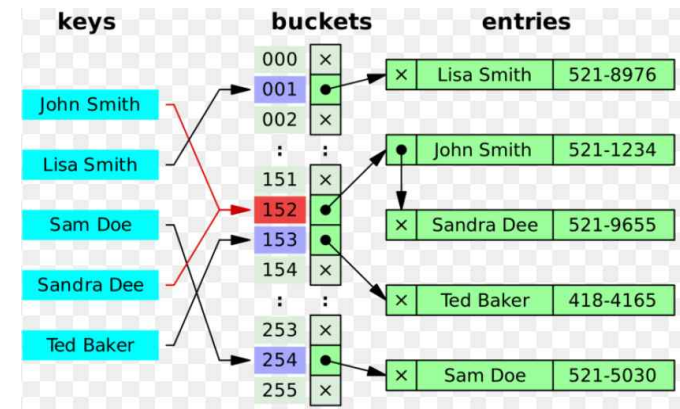 keys buckets entries
000 ×
001
002 ×
: :
151 ×
152
153
154 ×
: :
253 ×
254
255 ×
John Smith
Lisa Smith
Sam Doe
Sandra Dee
Ted Baker
× Lisa Smith 521-8976
John Smith 521-1234
× Sandra Dee 521-9655
× Ted Baker 418-4165
× Sam Doe 521-5030